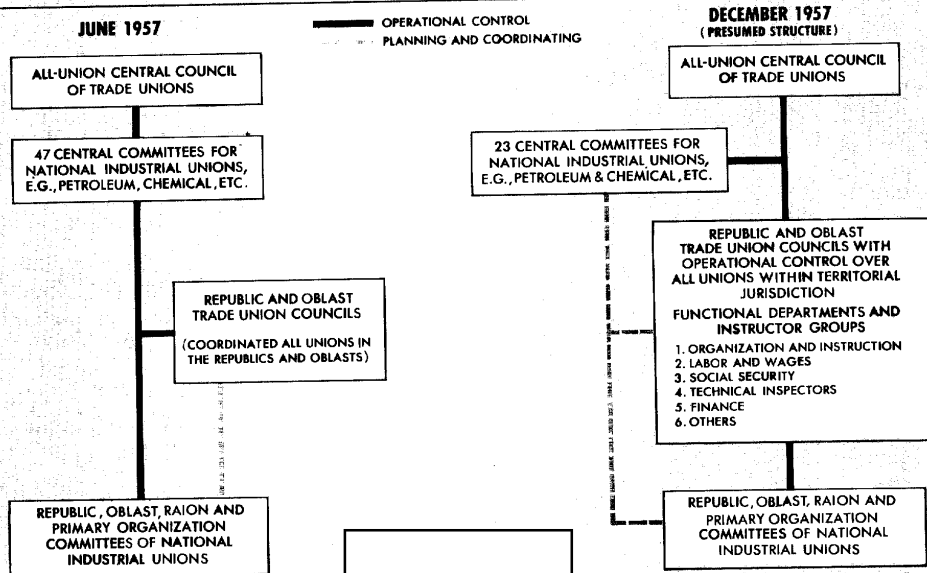 JUNE 1957
OPERATIONAL CONTROL
PLANNING AND COORDINATING
DECEMBER 1957
(PRESUMED STRUCTURE)
ALL-UNION CENTRAL COUNCIL
OF TRADE UNIONS
47 CENTRAL COMMITTEES FOR
NATIONAL INDUSTRIAL UNIONS,
E.G., PETROLEUM, CHEMICAL, ETC.
REPUBLIC AND OBLAST
TRADE UNION COUNCILS
(COORDINATED ALL UNIONS IN
THE REPUBLICS AND OBLASTS)
REPUBLIC, OBLAST, RAION AND
PRIMARY ORGANIZATION
COMMITTEES OF NATIONAL
INDUSTRIAL UNIONS
ALL-UNION CENTRAL COUNCIL
OF TRADE UNIONS
23 CENTRAL COMMITTEES FOR
NATIONAL INDUSTRIAL UNIONS,
E.G., PETROLEUM & CHEMICAL, ETC.
REPUBLIC AND OBLAST
TRADE UNION COUNCILS WITH
OPERATIONAL CONTROL OVER
ALL UNIONS WITHIN TERRITORIAL
JURISDICTION
FUNCTIONAL DEPARTMENTS AND
INSTRUCTOR GROUPS
1. ORGANIZATION AND INSTRUCTION
2. LABOR AND WAGES
3. SOCIAL SECURITY
4. TECHNICAL INSPECTORS
5. FINANCE
6. OTHERS
REPUBLIC, OBLAST, RAION AND
PRIMARY ORGANIZATION
COMMITTEES OF NATIONAL
INDUSTRIAL UNIONS